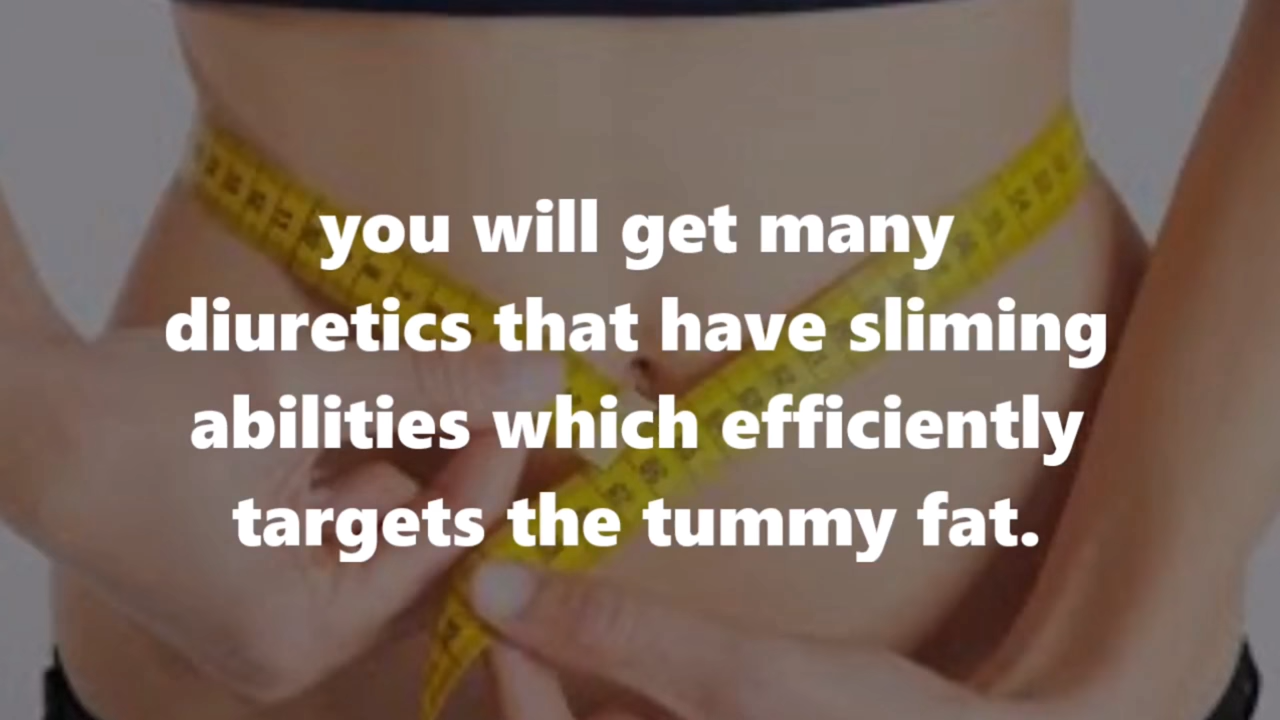 you will get many
diuretics that have sliming
abilities which efficiently
targets the tummy fat.